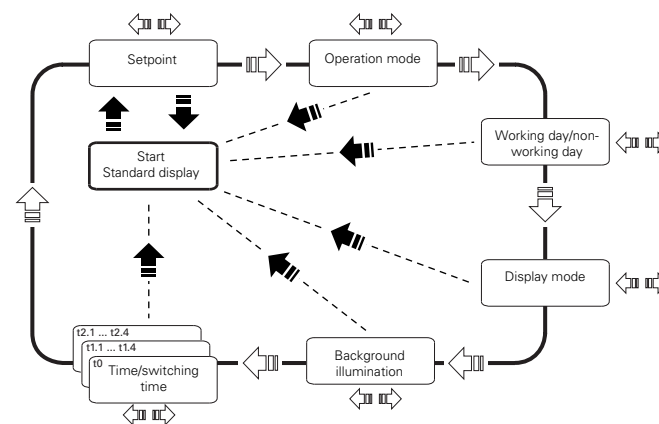 Setpoint
Operation mode
Working day/non-
working day
Start
Standard display
Display mode
t2.1 ... t2.4
t1.1 ... t1.4
t0
Time/switching
time
Background
illumination